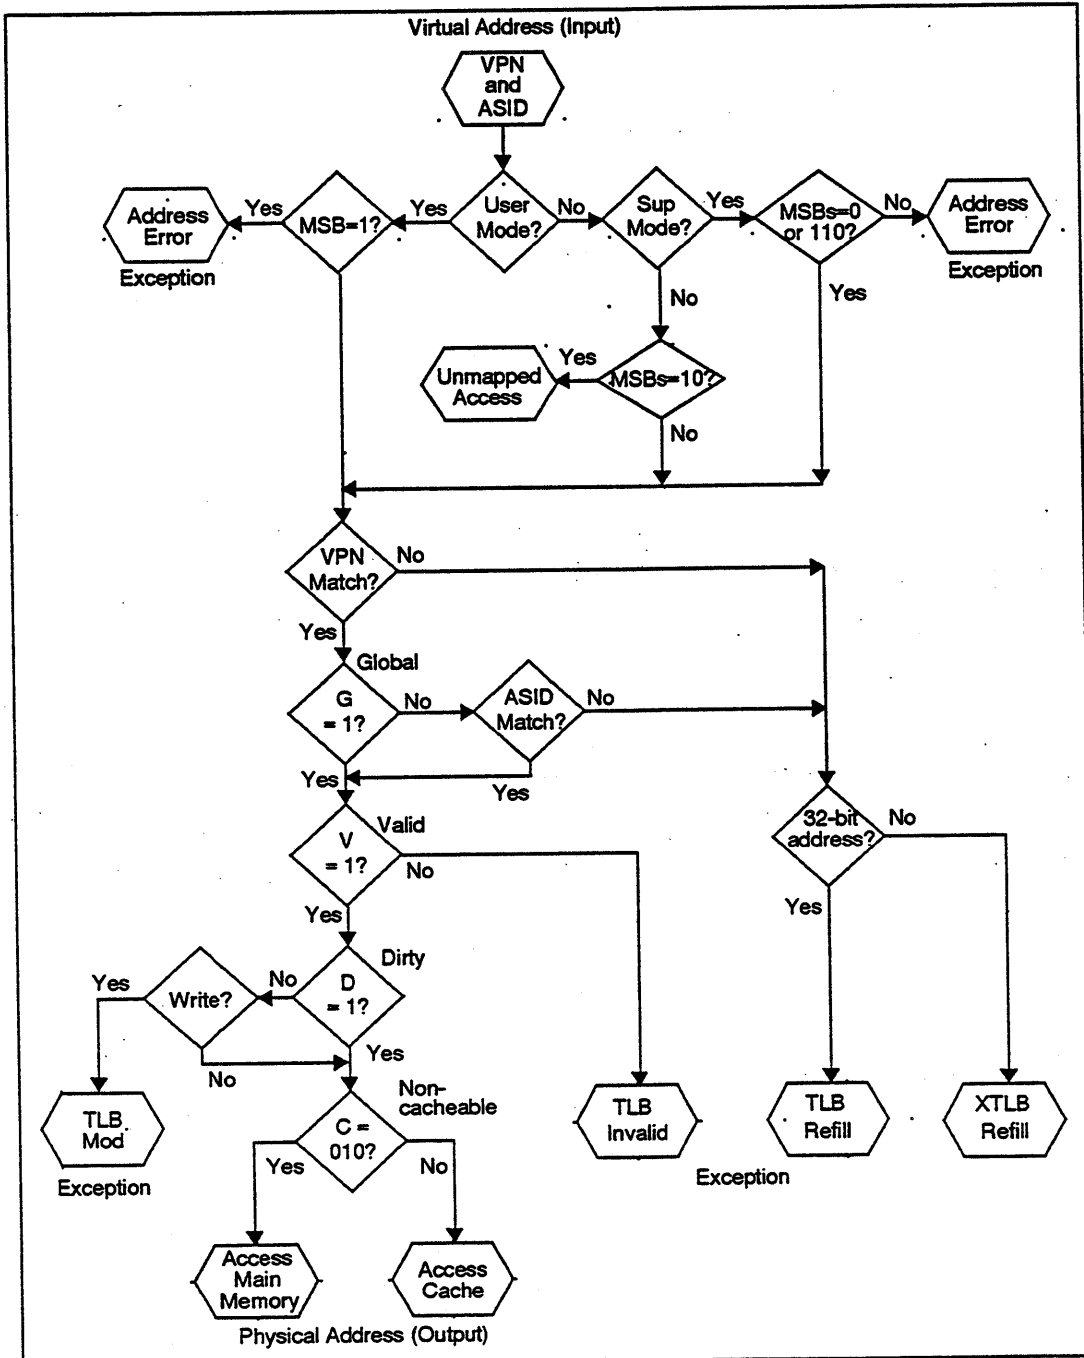 Virtual Address (Input)
VPN
and
ASID
Address
Error
Exception
Yes
MSB=1?
Yes
User
Mode?
No
Sup
Mode?
Yes
MSBs=0
or 110?
No
Address
Error
Exception
No
Yes
Unmapped
Access
Yes
MSBs=10?
No
VPN
Match?
No
Yes
Global
G
= 1?
No
ASID
Match?
No
Yes
Yes
Valid
V
= 1?
No
32-bit
address?
No
Yes
Yes
Dirty
D
= 1?
No
Write?
Yes
No
Yes
Non-
cacheable
TLB
Mod
Exception
C =
010?
Yes
No
TLB
Invalid
TLB
Refill
XTLB
Refill
Exception
Access
Main
Memory
Access
Cache
Physical Address (Output)